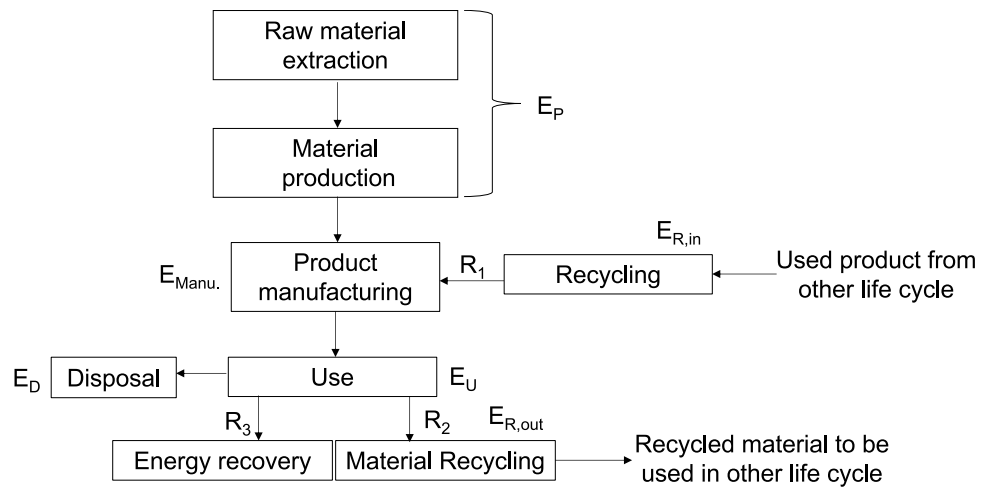 Raw material
extraction
E_P
Material
production
E_R,in
E_Manu.
Product
manufacturing
R_1
Recycling
Used product from
other life cycle
E_D
Disposal
Use
E_U
R_3
R_2
E_R,out
Energy recovery
Material Recycling
Recycled material to be
used in other life cycle